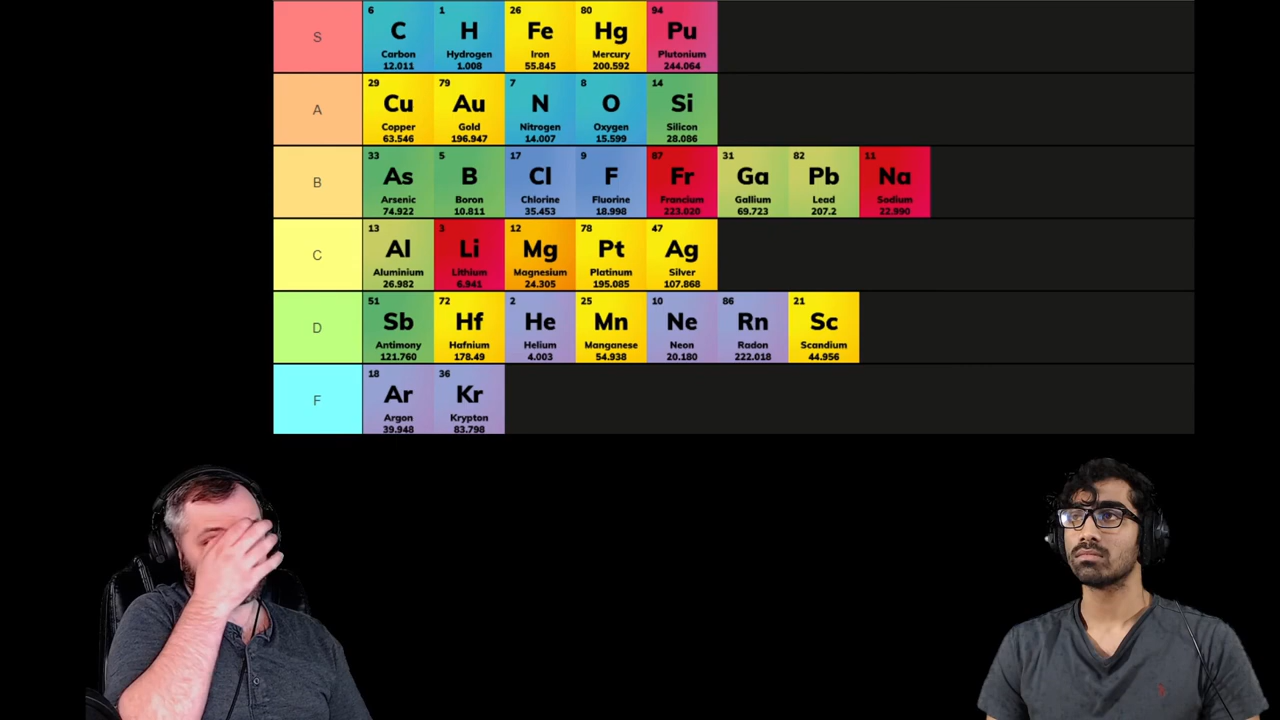 S
6
C
Carbon
12.011
1
H
Hydrogen
1.008
26
Fe
Iron
55.845
80
Hg
Mercury
200.592
94
Pu
Plutonium
244.064
A
29
Cu
Copper
63.546
79
Au
Gold
196.947
7
N
Nitrogen
14.007
8
O
Oxygen
15.599
14
Si
Silicon
28.086
B
33
As
Arsenic
74.922
5
B
Boron
10.811
17
Cl
Chlorine
35.453
9
F
Fluorine
18.998
87
Fr
Francium
223.020
31
Ga
Gallium
69.723
82
Pb
Lead
207.2
11
Na
Sodium
22.990
C
13
Al
Aluminium
26.982
3
Li
Lithium
6.941
12
Mg
Magnesium
24.305
78
Pt
Platinum
195.085
47
Ag
Silver
107.868
D
51
Sb
Antimony
121.760
72
Hf
Hafnium
178.49
2
He
Helium
4.003
25
Mn
Manganese
54.938
10
Ne
Neon
20.180
86
Rn
Radon
222.018
21
Sc
Scandium
44.956
F
18
Ar
Argon
39.948
36
Kr
Krypton
83.798